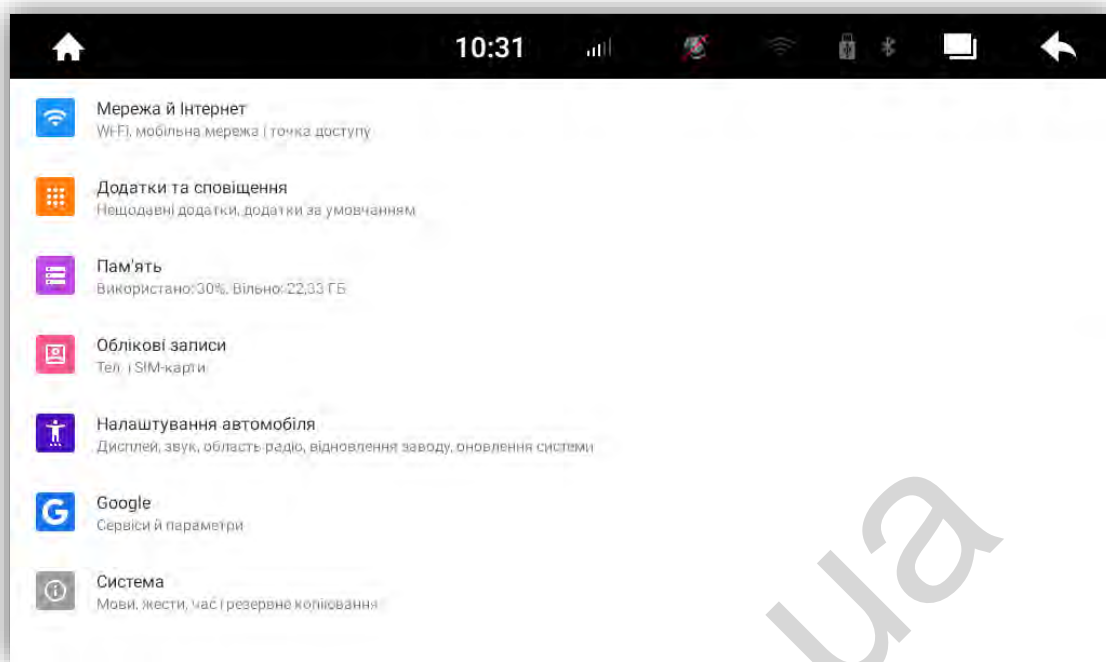 10:31
Мережа й Інтернет
Wi-Fi, мобільна мережа і точка доступу
Додатки та сповіщення
Нещодавні додатки, додатки за умовчанням
Пам'ять
Використано: 30%. Вільно: 22,33 ГБ
Облікові записи
Тел. і SIM-карти
Налаштування автомобіля
Дисплей, звук, область радіо, відновлення заводу, оновлення системи
Google
Сервіси й параметри
Система
Мови, жести, час і резервне копіювання
ua